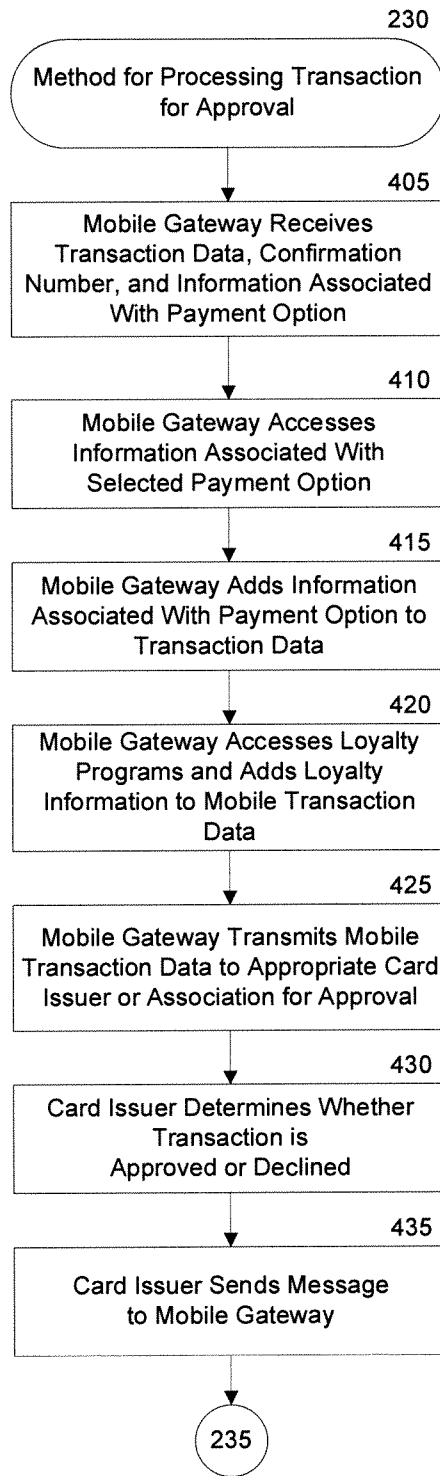 230
Method for Processing Transaction
for Approval
405
Mobile Gateway Receives
Transaction Data, Confirmation
Number, and Information Associated
With Payment Option
410
Mobile Gateway Accesses
Information Associated With
Selected Payment Option
415
Mobile Gateway Adds Information
Associated With Payment Option to
Transaction Data
420
Mobile Gateway Accesses Loyalty
Programs and Adds Loyalty
Information to Mobile Transaction
Data
425
Mobile Gateway Transmits Mobile
Transaction Data to Appropriate Card
Issuer or Association for Approval
430
Card Issuer Determines Whether
Transaction is
Approved or Declined
435
Card Issuer Sends Message
to Mobile Gateway
235